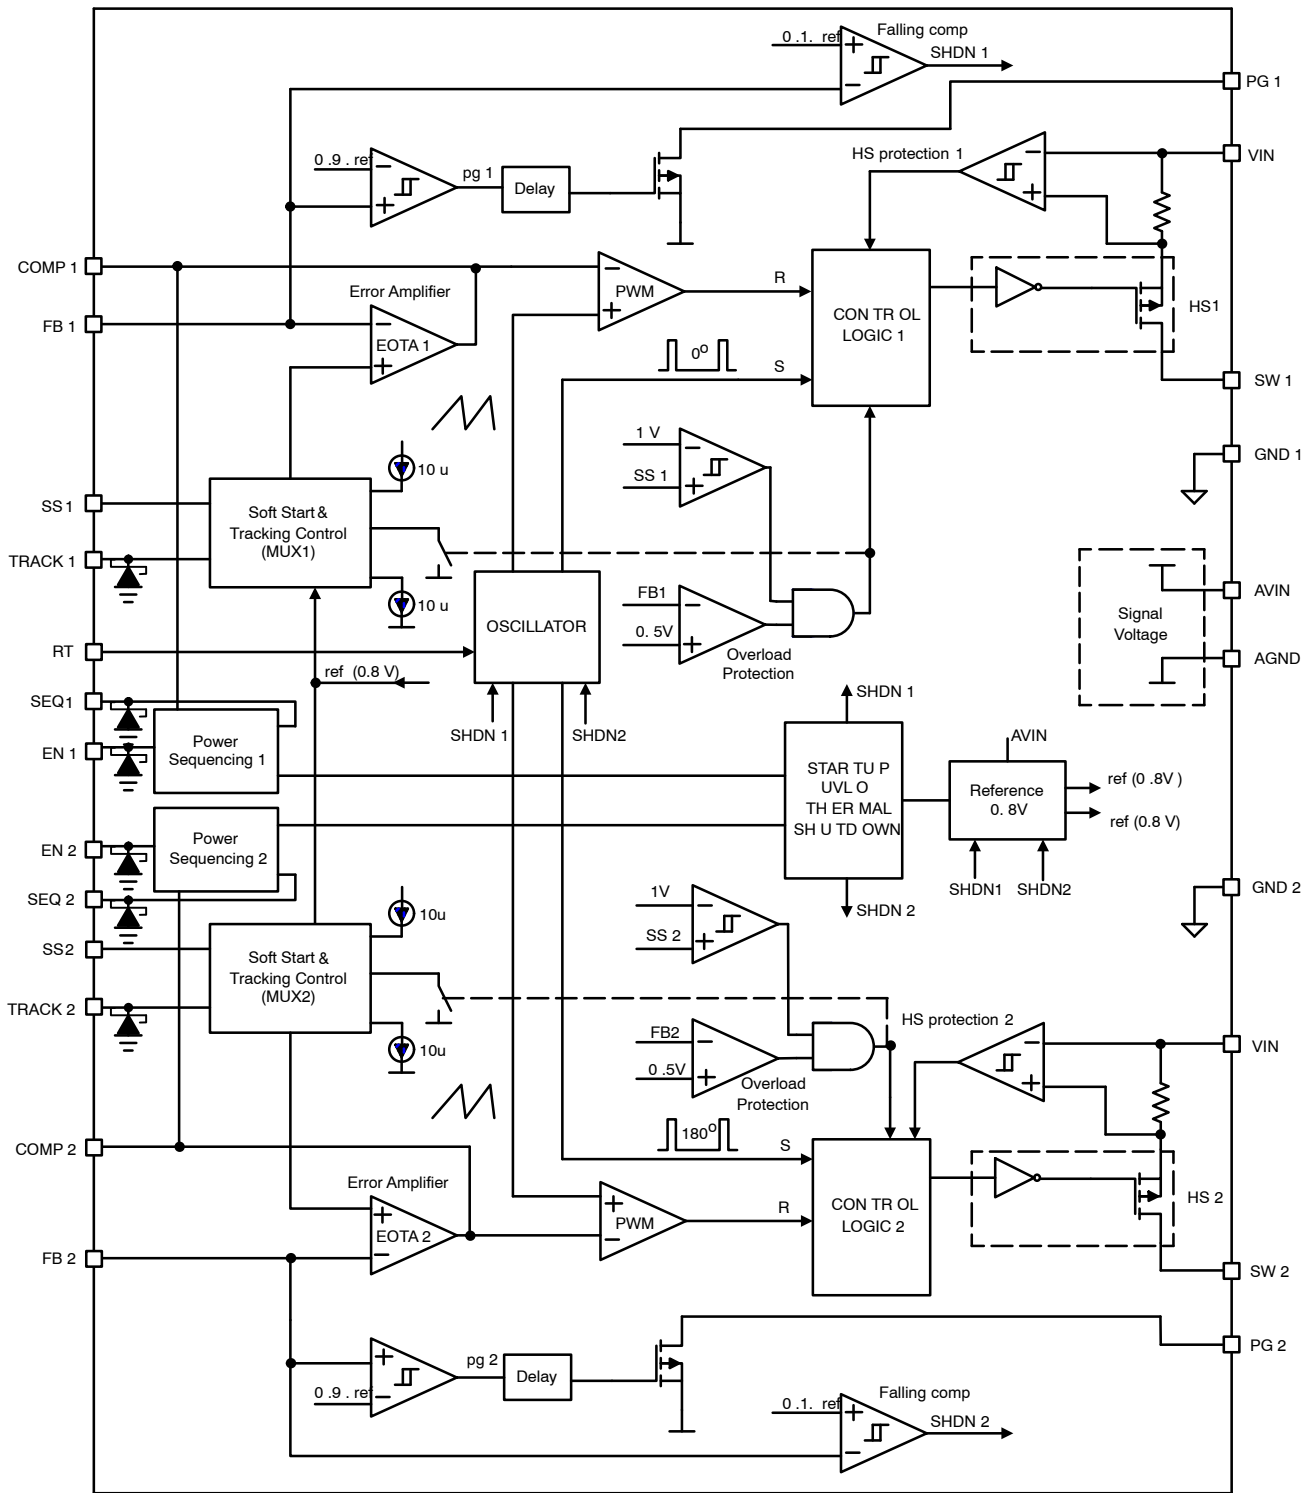 Falling comp
0 .1. ref
SHDN 1
PG 1
0 .9 . ref
pg 1
Delay
HS protection 1
VIN
COMP 1
Error Amplifier
PWM
R
CON TR OL
LOGIC 1
HS1
FB 1
EOTA 1
0º
S
SW 1
1 V
SS 1
10 u
GND 1
SS1
Soft Start &
Tracking Control
(MUX1)
TRACK 1
10 u
OSCILLATOR
FB1
0. 5V
Overload
Protection
Signal
Voltage
AVIN
AGND
RT
ref (0.8 V)
SEQ1
SHDN 1
SHDN2
SHDN 1
EN 1
Power
Sequencing 1
STAR TU P
UVL O
TH ER MAL
SH U TD OWN
AVIN
Reference
0. 8V
ref (0 .8V )
ref (0.8 V)
EN 2
Power
Sequencing 2
SHDN1
SHDN2
SEQ 2
1V
SS 2
SHDN 2
GND 2
10u
SS2
Soft Start &
Tracking Control
(MUX2)
TRACK 2
10u
FB2
0 .5V
Overload
Protection
HS protection 2
VIN
180º
S
COMP 2
Error Amplifier
EOTA 2
PWM
R
CON TR OL
LOGIC 2
HS 2
FB 2
SW 2
PG 2
pg 2
Delay
0 .9 . ref
Falling comp
0 .1. ref
SHDN 2